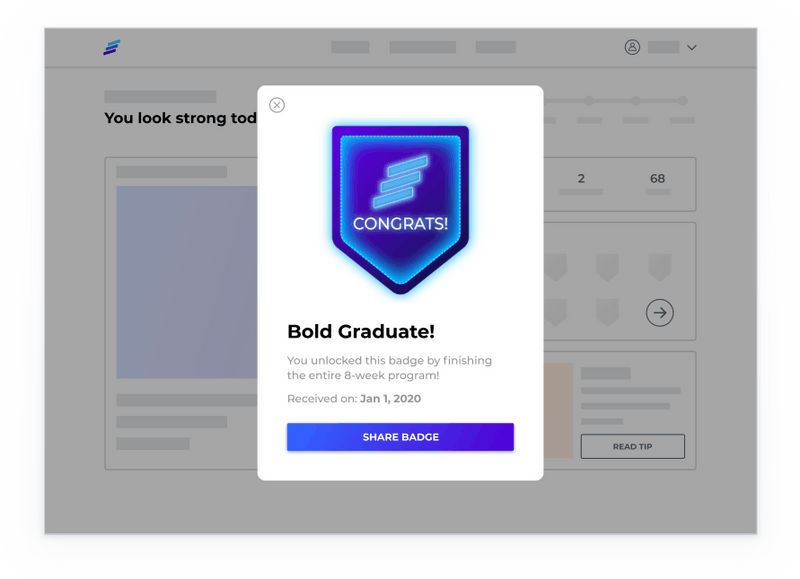 You look strong tod
2
68
CONGRATS!
Bold Graduate!
You unlocked this badge by finishing
the entire 8-week program!
Received on: Jan 1, 2020
SHARE BADGE
READ TIP